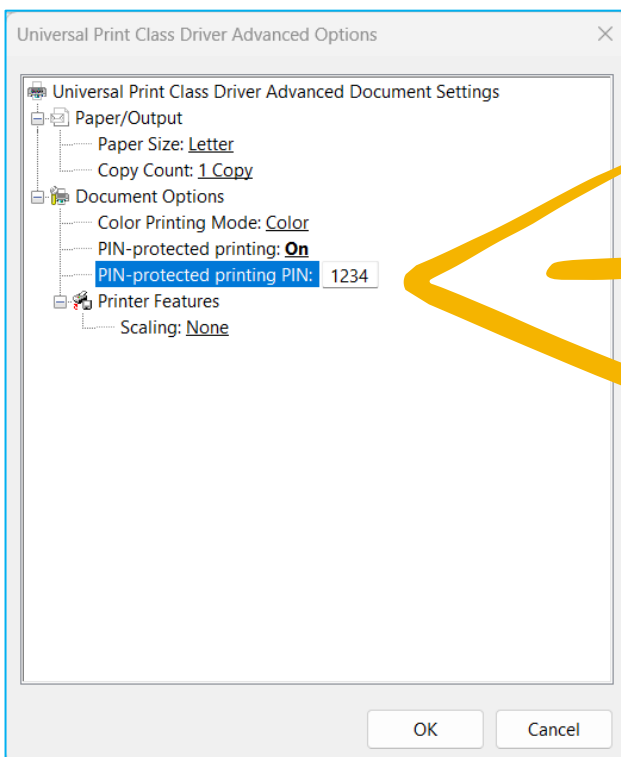 Universal Print Class Driver Advanced Options
Universal Print Class Driver Advanced Document Settings
Paper/Output
Paper Size: Letter
Copy Count: 1 Copy
Document Options
Color Printing Mode: Color
PIN-protected printing: On
PIN-protected printing PIN: 1234
Printer Features
Scaling: None
OK Cancel